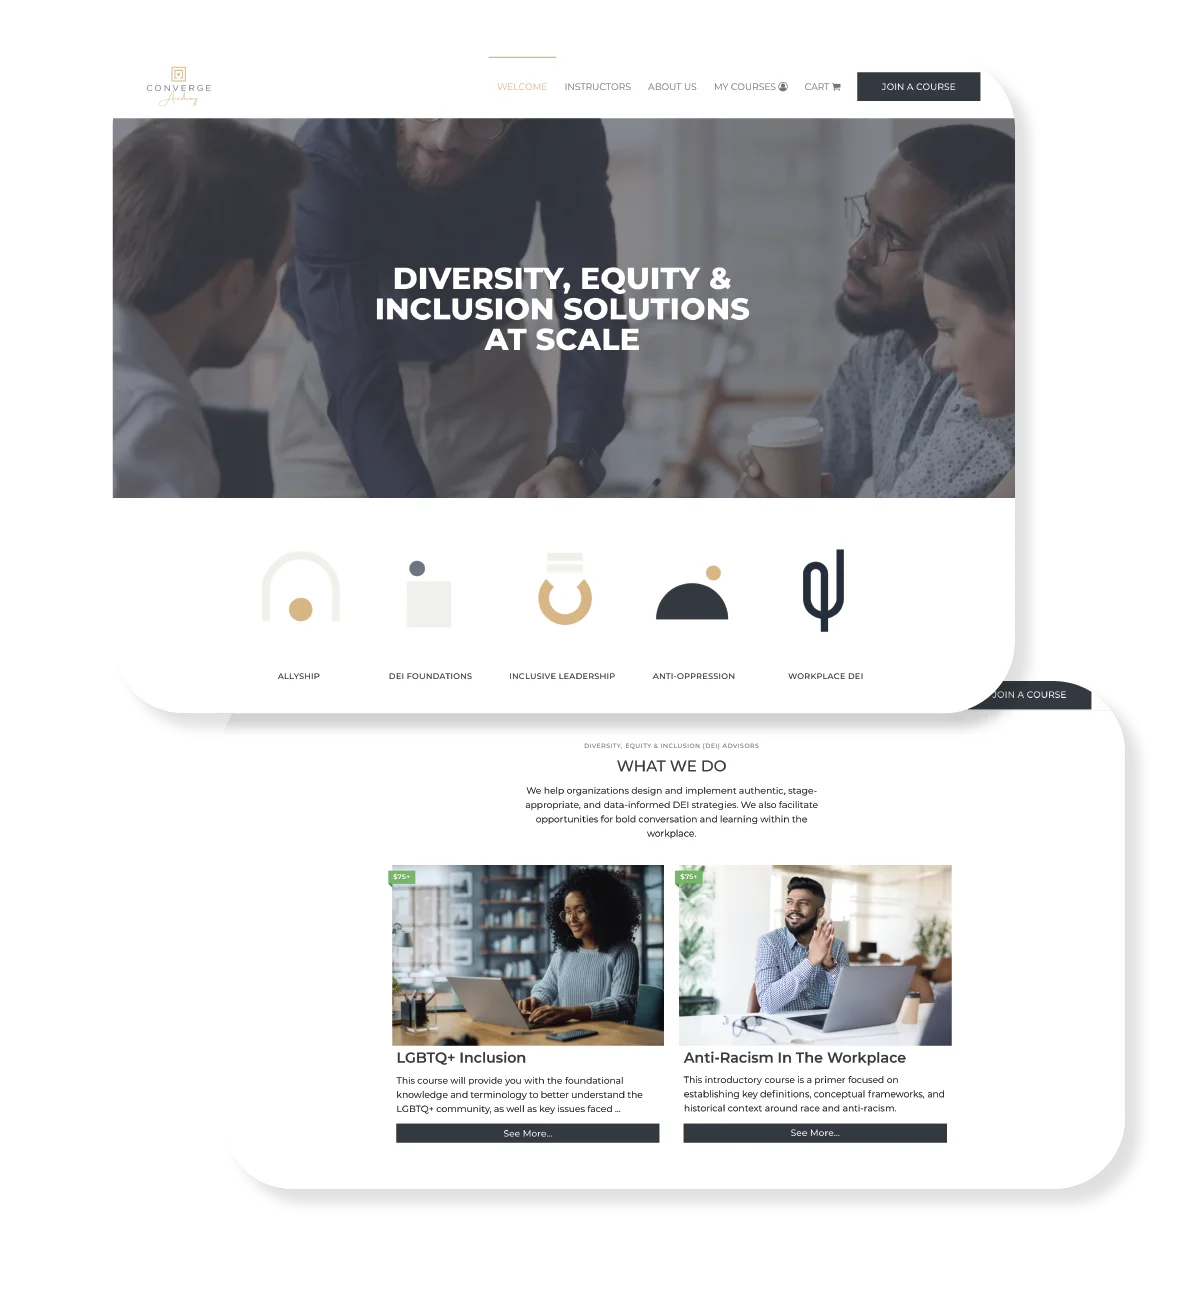 CONVERGE
Academy
WELCOME
INSTRUCTORS
ABOUT US
MY COURSES
CART
JOIN A COURSE
DIVERSITY, EQUITY &
INCLUSION SOLUTIONS
AT SCALE
ALLYSHIP
DEI FOUNDATIONS
INCLUSIVE LEADERSHIP
ANTI-OPPRESSION
WORKPLACE DEI
JOIN A COURSE
DIVERSITY, EQUITY & INCLUSION (DEI) ADVISORS
WHAT WE DO
We help organizations design and implement authentic, stage-
appropriate, and data-informed DEI strategies. We also facilitate
opportunities for bold conversation and learning within the
workplace.
$75+
LGBTQ+ Inclusion
This course will provide you with the foundational
knowledge and terminology to better understand the
LGBTQ+ community, as well as key issues faced ...
See More...
$75+
Anti-Racism In The Workplace
This introductory course is a primer focused on
establishing key definitions, conceptual frameworks, and
historical context around race and anti-racism.
See More...